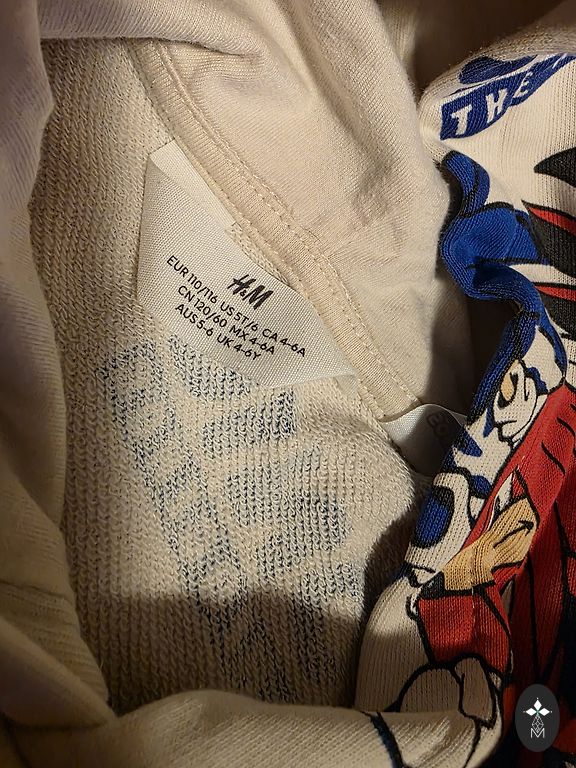 THE
H&M
EUR 110/116 US 5T/6 CA 4-6A
CN 120/60 MX 4-6A
AUS 5-6 UK 4-6Y